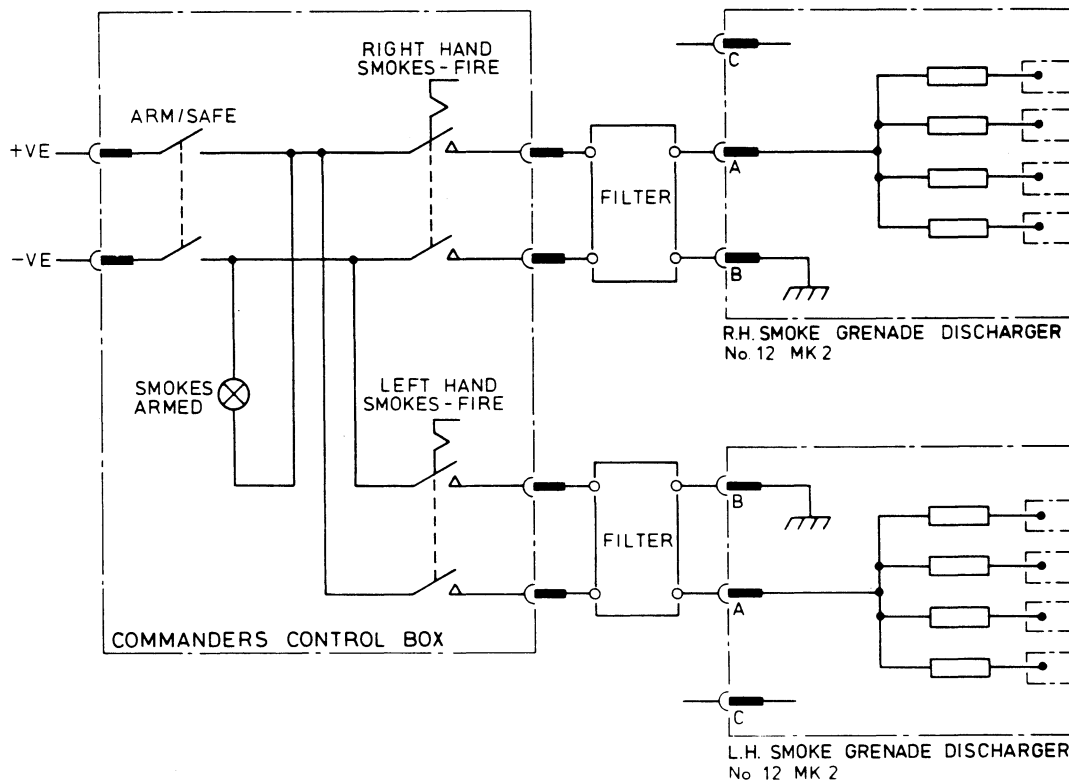 RIGHT HAND
SMOKES-FIRE
ARM/SAFE
+VE
-VE
SMOKES
ARMED
LEFT HAND
SMOKES-FIRE
COMMANDERS CONTROL BOX
FILTER
FILTER
C
A
B
R.H. SMOKE GRENADE DISCHARGER
No. 12 MK 2
B
A
C
L.H. SMOKE GRENADE DISCHARGER
No 12 MK 2